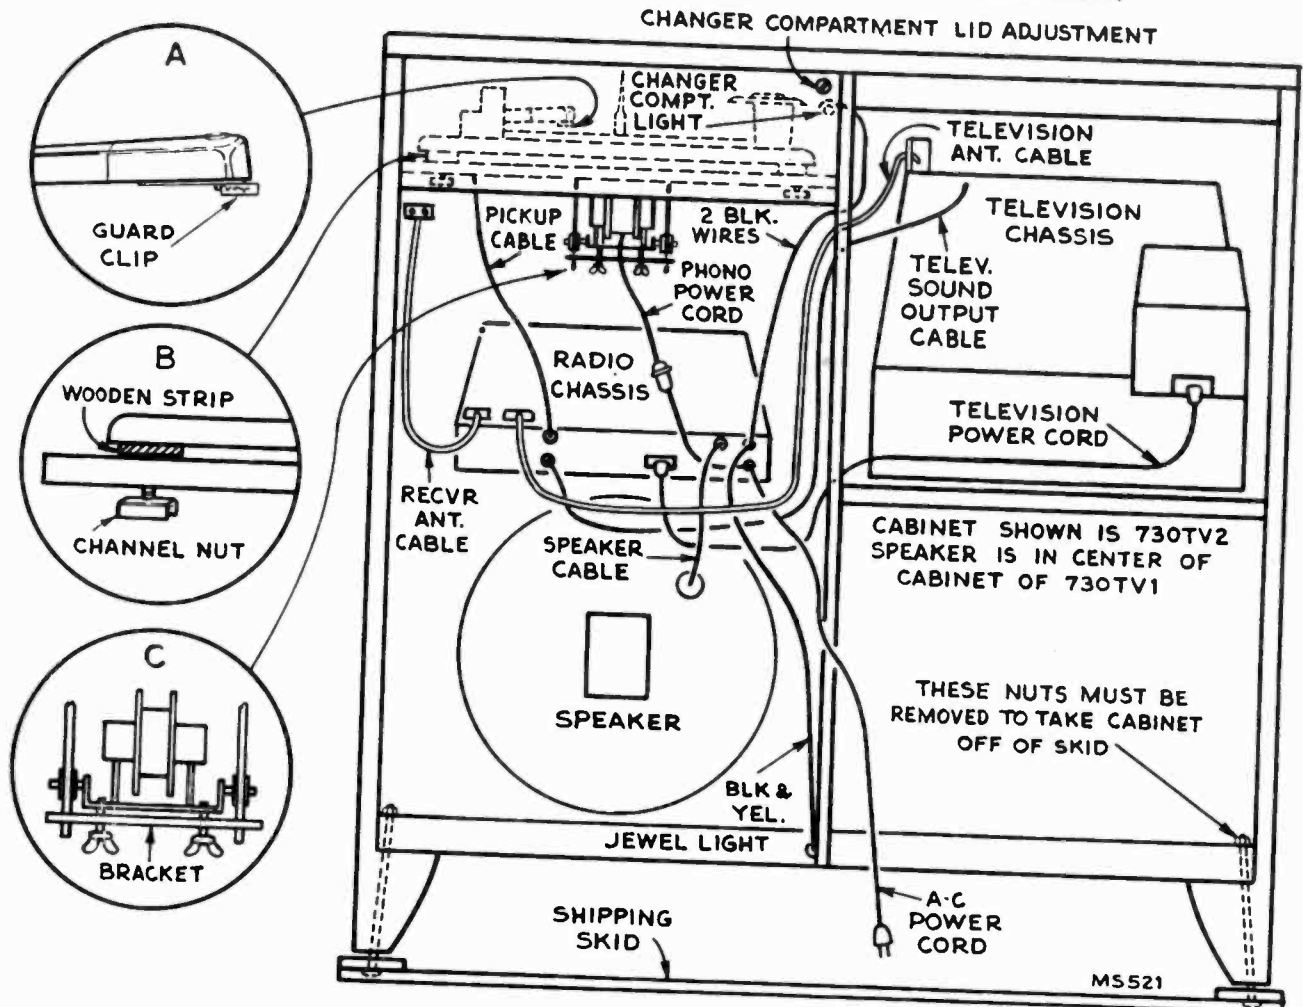 CHANGER COMPARTMENT LID ADJUSTMENT
A
GUARD
CLIP
B
WOODEN STRIP
CHANNEL NUT
C
BRACKET
CHANGER
COMPT.
LIGHT
TELEVISION
ANT. CABLE
PICKUP
CABLE
2 BLK.
WIRES
TELEVISION
CHASSIS
PHONO
POWER
CORD
TELEV.
SOUND
OUTPUT
CABLE
RADIO
CHASSIS
TELEVISION
POWER CORD
RECVR
ANT.
CABLE
SPEAKER
CABLE
CABINET SHOWN IS 730TV2
SPEAKER IS IN CENTER OF
CABINET OF 730TV1
SPEAKER
THESE NUTS MUST BE
REMOVED TO TAKE CABINET
OFF OF SKID
BLK &
YEL.
JEWEL LIGHT
A-C
POWER
CORD
SHIPPING
SKID
MS521